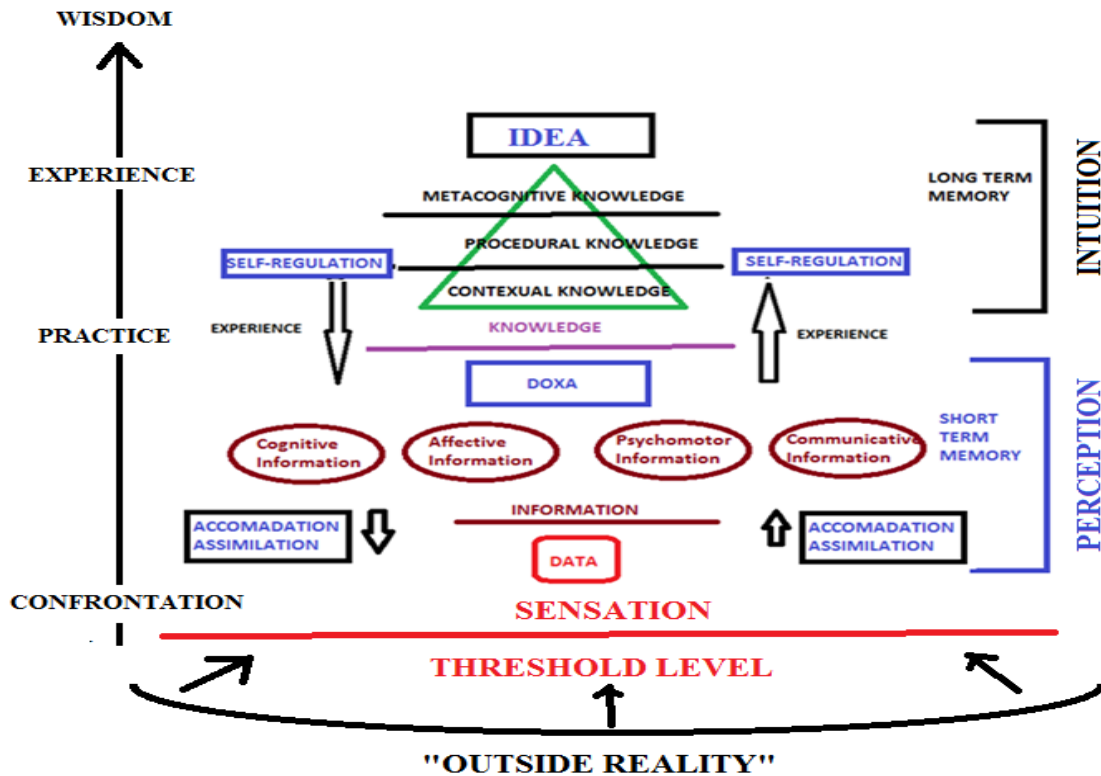 WISDOM
IDEA
EXPERIENCE
METACOGNITIVE KNOWLEDGE
LONG TERM
MEMORY
INTUITION
PROCEDURAL KNOWLEDGE
SELF-REGULATION
SELF-REGULATION
CONTEXUAL KNOWLEDGE
PRACTICE
EXPERIENCE
KNOWLEDGE
EXPERIENCE
DOXA
Cognitive
Information
Affective
Information
Psychomotor
Information
Communicative
Information
SHORT
TERM
MEMORY
PERCEPTION
INFORMATION
ACCOMADATION
ASSIMILATION
ACCOMADATION
ASSIMILATION
DATA
CONFRONTATION
SENSATION
THRESHOLD LEVEL
"OUTSIDE REALITY"